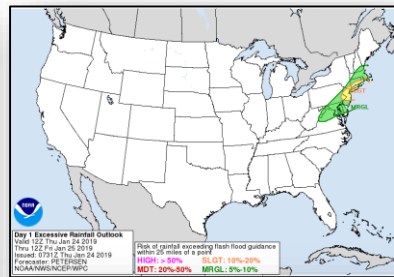 SLGT
MRGL
NOAA
Day 1 Excessive Rainfall Outlook
Valid 12Z Thu Jan 24 2019
Thru 12Z Fri Jan 25 2019
Issued: 0731Z Thu Jan 24 2019
Forecaster: PETERSEN
NOAA/NWS/NCEP/WPC
Risk of rainfall exceeding flash flood guidance
within 25 miles of a point
HIGH: > 50% SLGT: 10%-20%
MDT: 20%-50% MRGL: 5%-10%